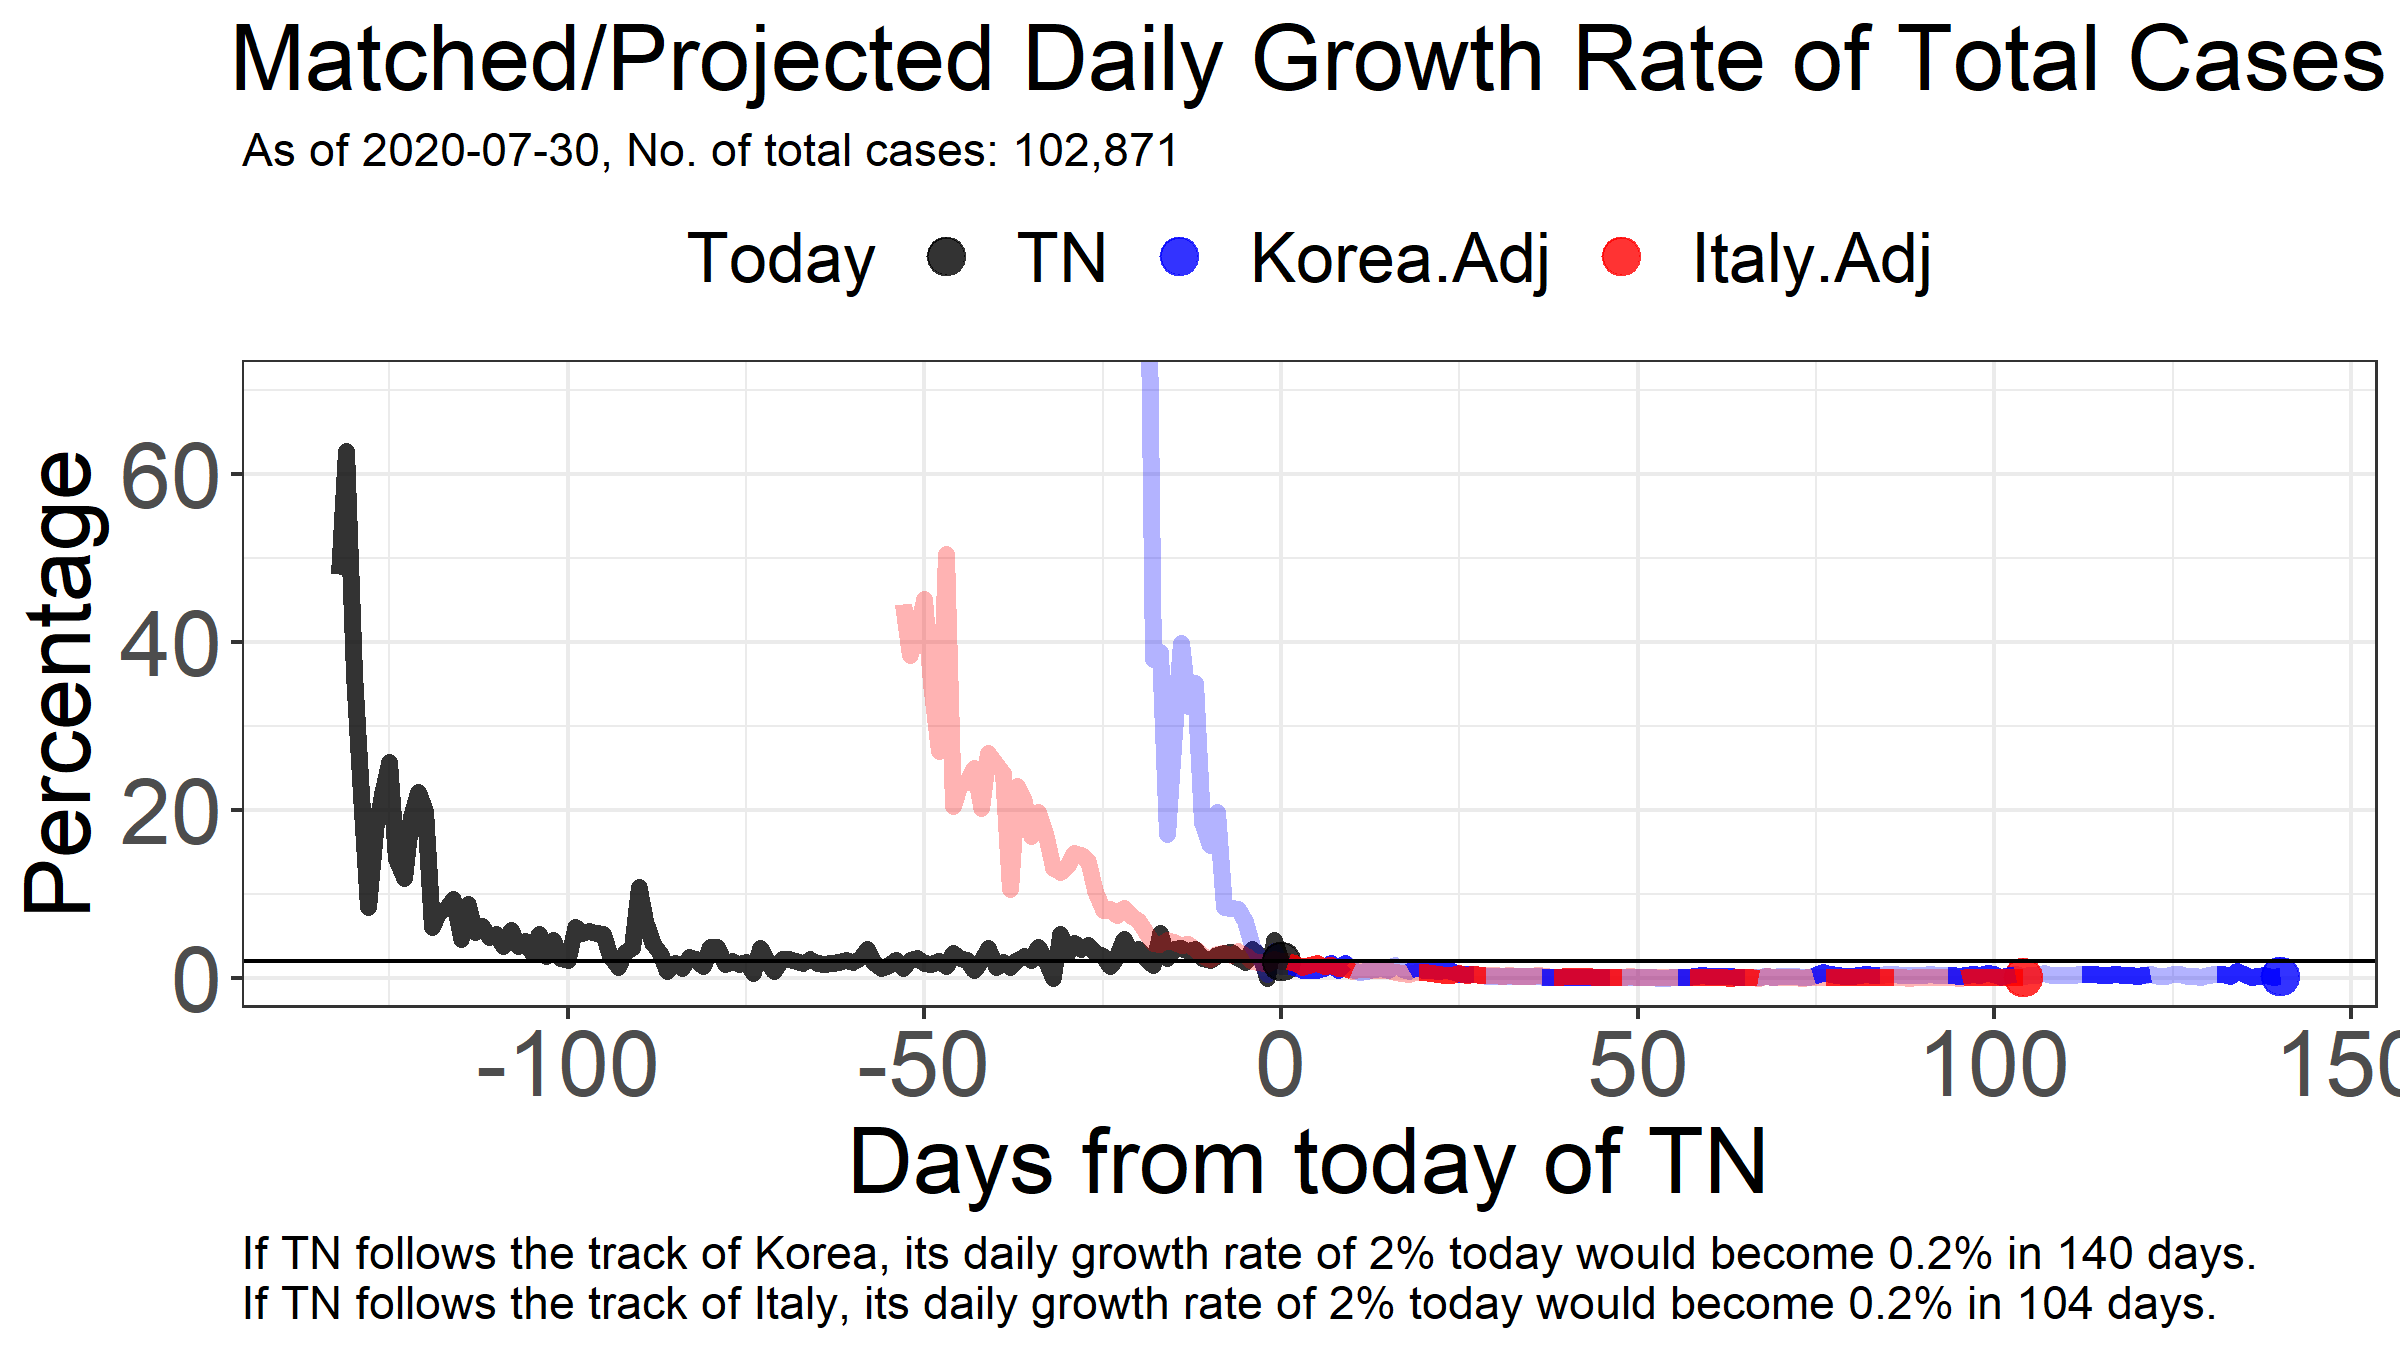 Matched/Projected Daily Growth Rate of Total Cases
As of 2020-07-30, No. of total cases: 102,871
Today TN Korea.Adj Italy.Adj
Percentage
60
40
20
0
-100 -50 0 50 100 150
Days from today of TN
If TN follows the track of Korea, its daily growth rate of 2% today would become 0.2% in 140 days.
If TN follows the track of Italy, its daily growth rate of 2% today would become 0.2% in 104 days.